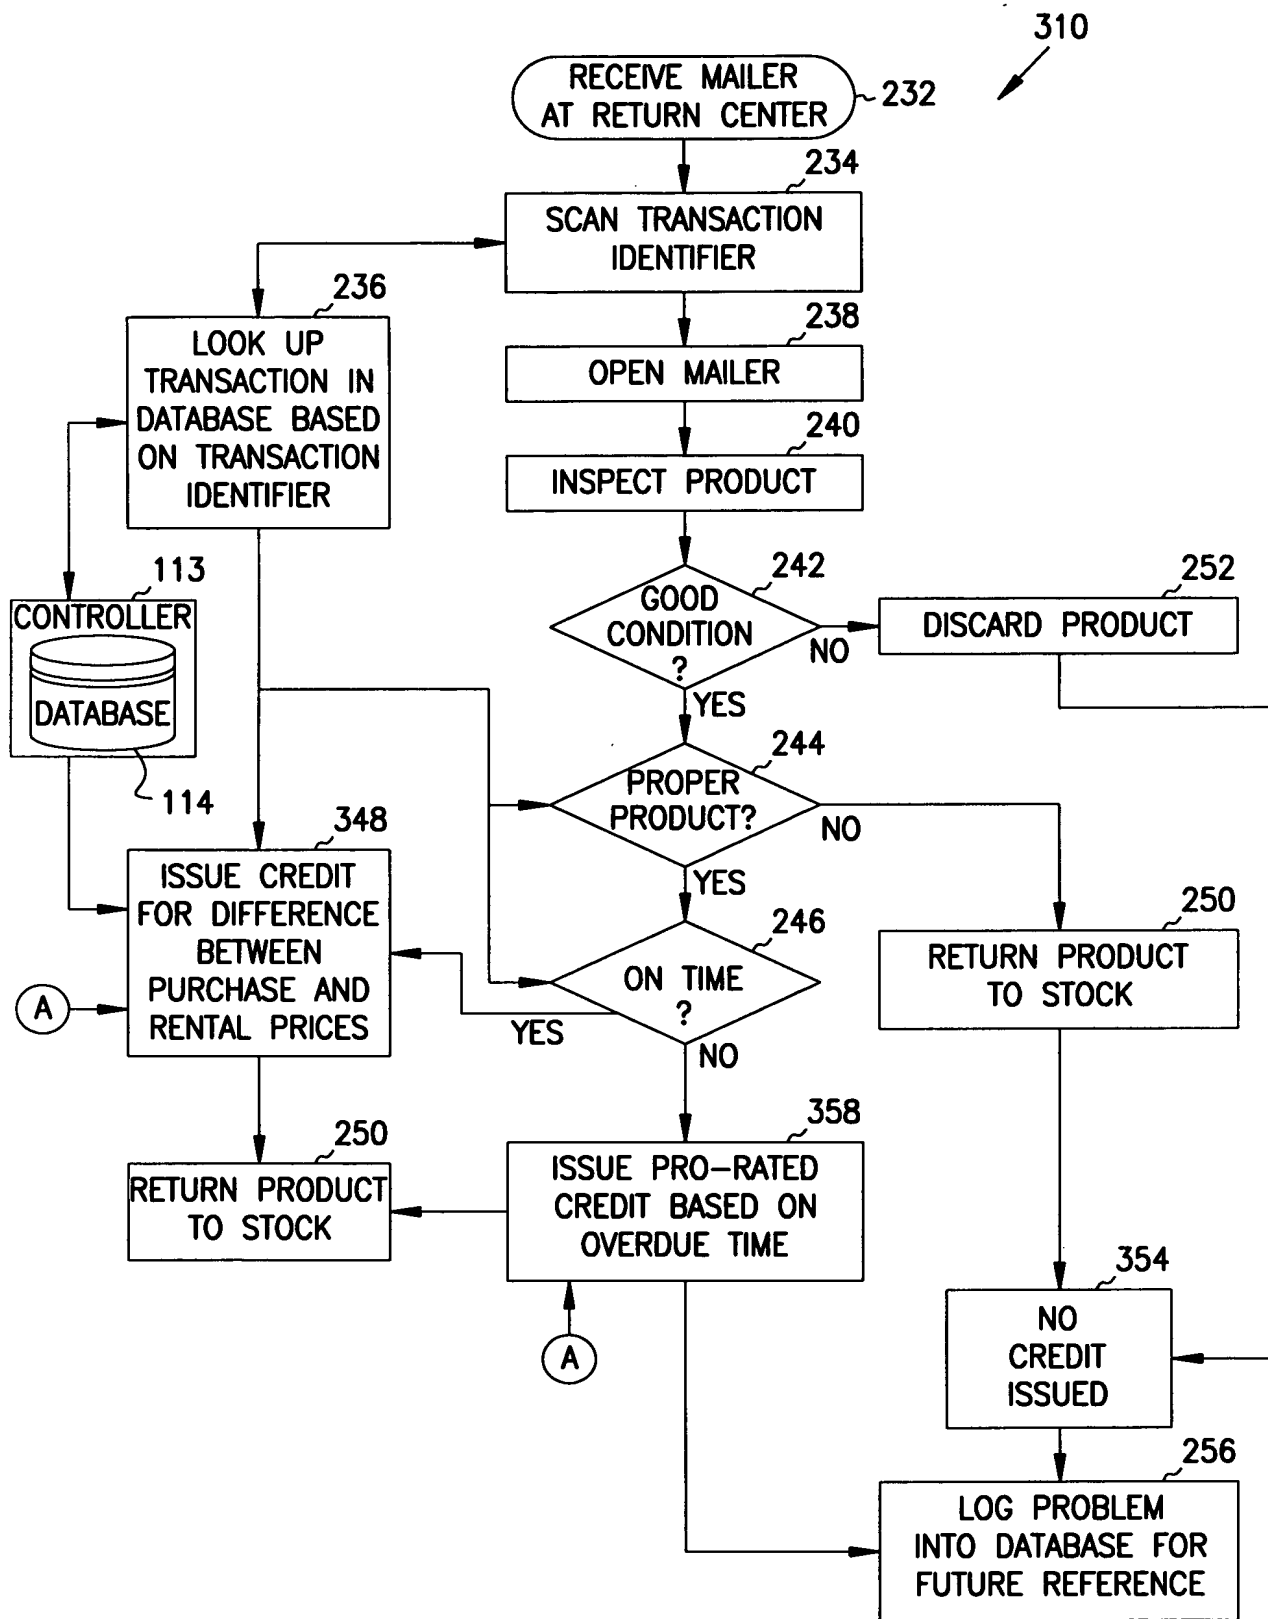 310
RECEIVE MAILER
AT RETURN CENTER
232
234
SCAN TRANSACTION
IDENTIFIER
236
LOOK UP
TRANSACTION IN
DATABASE BASED
ON TRANSACTION
IDENTIFIER
238
OPEN MAILER
240
INSPECT PRODUCT
113
CONTROLLER
DATABASE
114
242
GOOD
CONDITION
?
NO
YES
252
DISCARD PRODUCT
244
PROPER
PRODUCT?
NO
YES
348
ISSUE CREDIT
FOR DIFFERENCE
BETWEEN
PURCHASE AND
RENTAL PRICES
A
246
ON TIME
?
YES
NO
250
RETURN PRODUCT
TO STOCK
250
RETURN PRODUCT
TO STOCK
358
ISSUE PRO-RATED
CREDIT BASED ON
OVERDUE TIME
A
354
NO
CREDIT
ISSUED
256
LOG PROBLEM
INTO DATABASE FOR
FUTURE REFERENCE